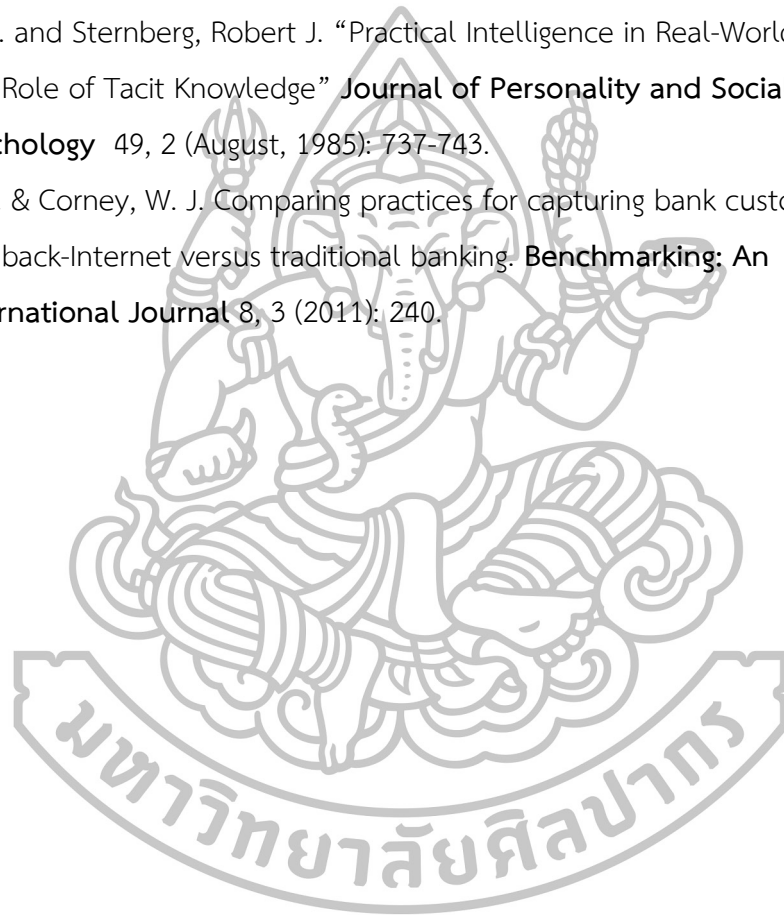 . and Sternberg, Robert J. “Practical Intelligence in Real-World
Role of Tacit Knowledge” Journal of Personality and Socia
thology 49, 2 (August, 1985): 737-743.
. & Corney, W. J. Comparing practices for capturing bank custo
back-Internet versus traditional banking. Benchmarking: An
rnational Journal 8, 3 (2011): 240.
มหาวิทยาลัยศิลปากร